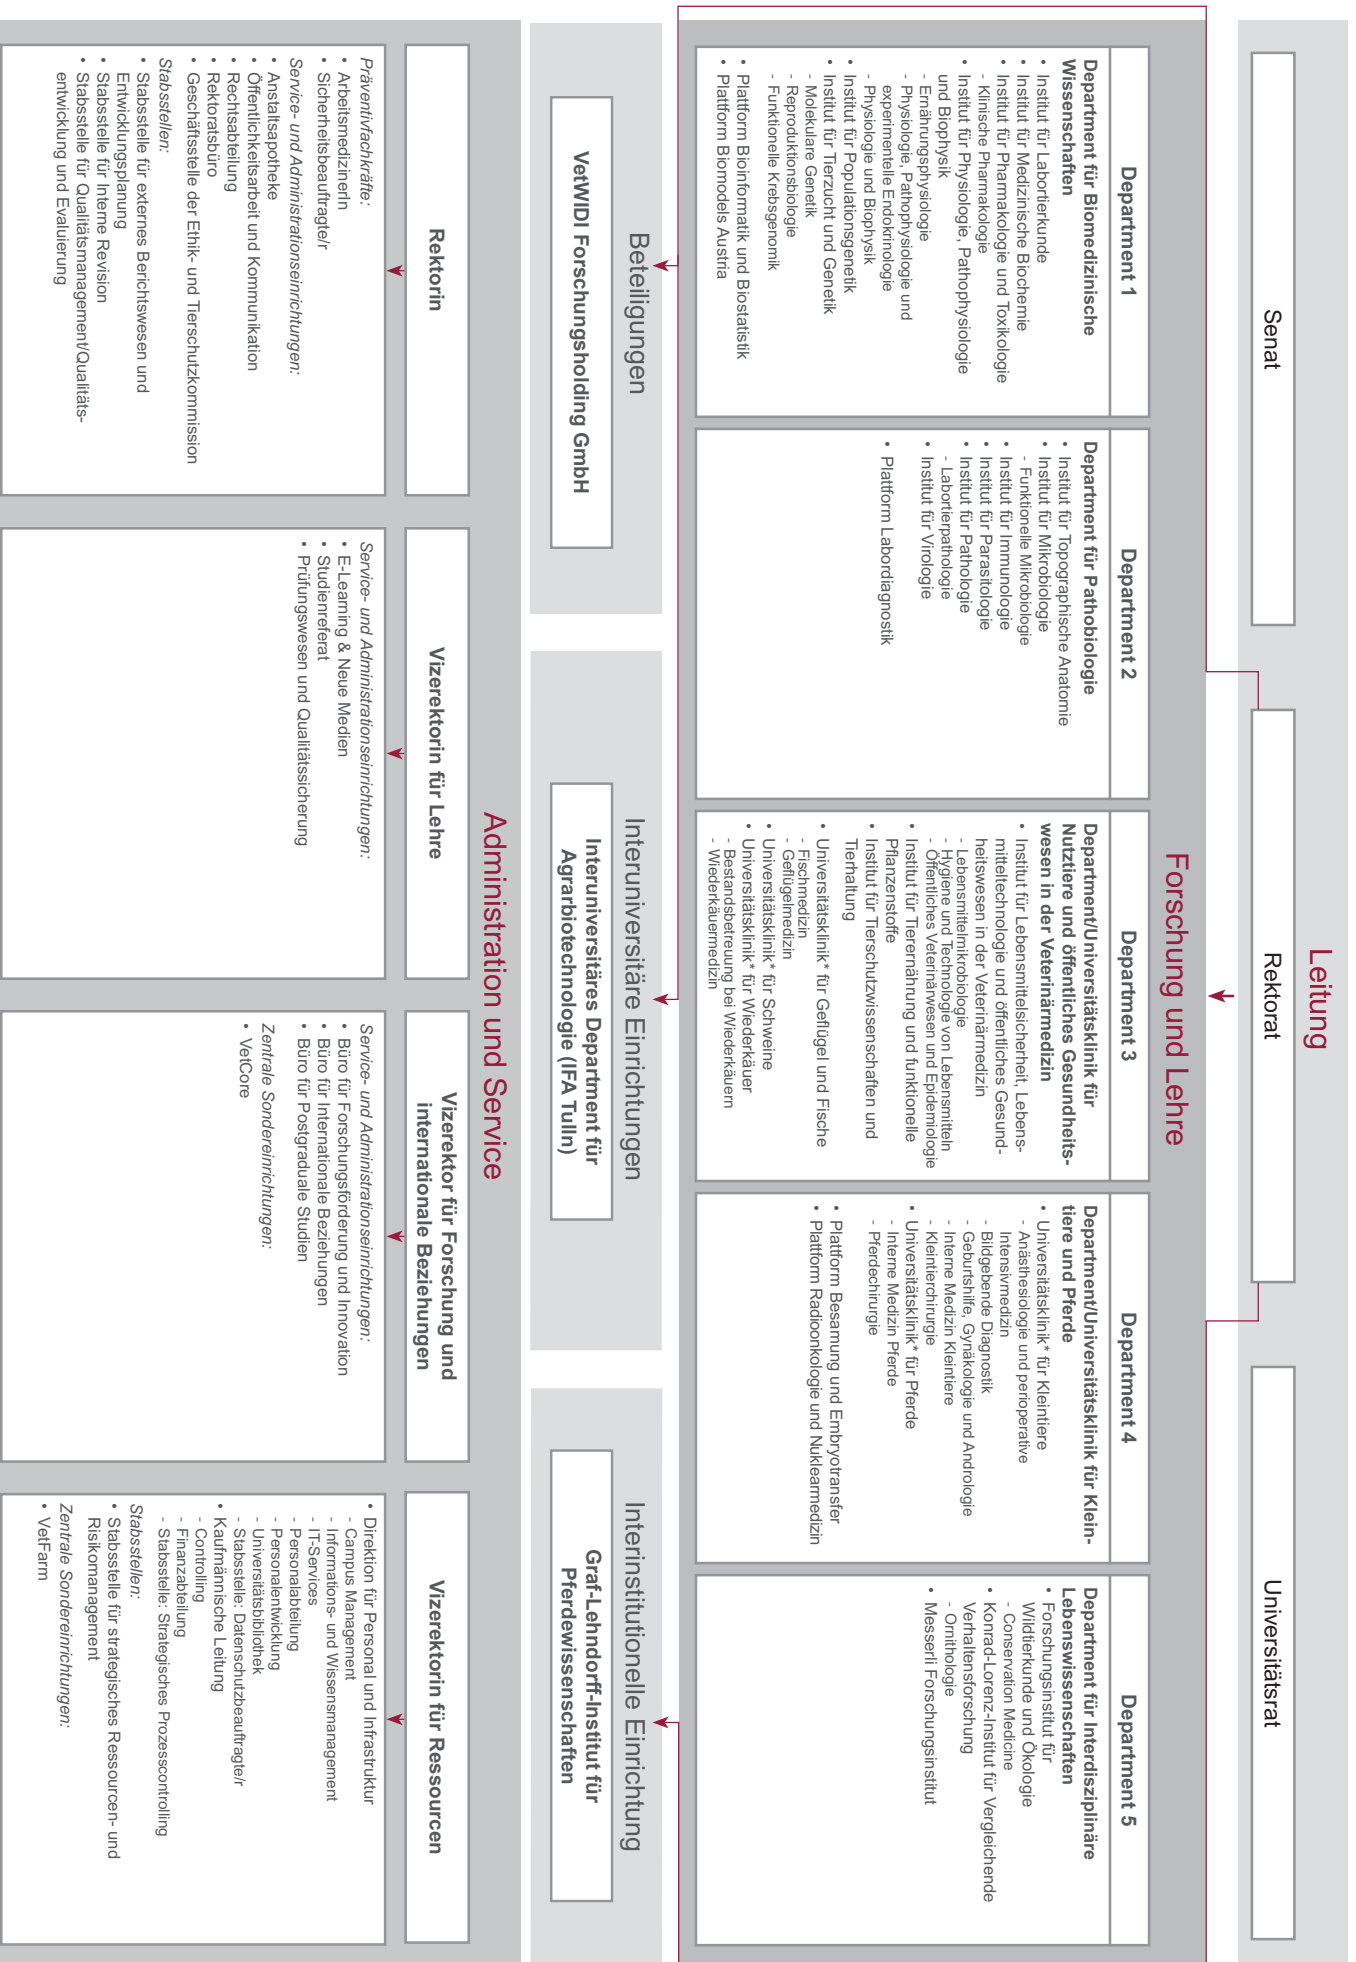 Leitung
Senat
Rektorat
Universitätsrat
Forschung und Lehre
Department 1
Department für Biomedizinische
Wissenschaften
• Institut für Labortierkunde
• Institut für Medizinische Biochemie
• Institut für Pharmakologie und Toxikologie
- Klinische Pharmakologie
• Institut für Physiologie, Pathophysiologie
und Biophysik
- Ernährungsphysiologie
- Physiologie, Pathophysiologie und
experimentelle Endokrinologie
- Physiologie und Biophysik
• Institut für Populationsgenetik
• Institut für Tierzucht und Genetik
- Molekulare Genetik
- Reproduktionsbiologie
- Funktionelle Krebsgenomik
• Plattform Bioinformatik und Biostatistik
• Plattform Biomodels Austria
Department 2
Department für Pathobiologie
• Institut für Topographische Anatomie
• Institut für Mikrobiologie
- Funktionelle Mikrobiologie
• Institut für Immunologie
• Institut für Parasitologie
• Institut für Pathologie
- Labortierpathologie
• Institut für Virologie
• Plattform Labordiagnostik
Department 3
Department/Universitätsklinik für
Nutztiere und öffentliches Gesundheits-
wesen in der Veterinärmedizin
• Institut für Lebensmittelsicherheit, Lebens-
mitteltechnologie und öffentliches Gesund-
heitswesen in der Veterinärmedizin
- Lebensmittelmikrobiologie
- Hygiene und Technologie von Lebensmitteln
- Öffentliches Veterinärwesen und Epidemiologie
• Institut für Tierernährung und funktionelle
Pflanzenstoffe
• Institut für Tierschutzwissenschaften und
Tierhaltung
• Universitätsklinik* für Geflügel und Fische
- Fischmedizin
- Geflügelmedizin
• Universitätsklinik* für Schweine
• Universitätsklinik* für Wiederkäuer
- Bestandsbetreuung bei Wiederkäuern
- Wiederkäuermedizin
Department 4
Department/Universitätsklinik für Klein-
tiere und Pferde
• Universitätsklinik* für Kleintiere
- Anästhesiologie und perioperative
Intensivmedizin
- Bildgebende Diagnostik
- Geburtshilfe, Gynäkologie und Andrologie
- Interne Medizin Kleintiere
- Kleintierchirurgie
• Universitätsklinik* für Pferde
- Interne Medizin Pferde
- Pferdechirurgie
• Plattform Besamung und Embryotransfer
• Plattform Radioonkologie und Nuklearmedizin
Department 5
Department für Interdisziplinäre
Lebenswissenschaften
• Forschungsinstitut für
Wildtierkunde und Ökologie
- Conservation Medicine
• Konrad-Lorenz-Institut für Vergleichende
Verhaltensforschung
- Ornithologie
• Messerli Forschungsinstitut
Beteiligungen
VetWIDI Forschungsholding GmbH
Interuniversitäre Einrichtungen
Interuniversitäres Department für
Agrarbiotechnologie (IFA Tulln)
Interinstitutionelle Einrichtung
Graf-Lehndorff-Institut für
Pferdewissenschaften
Administration und Service
Rektorin
Präventivfachkräfte:
• ArbeitsmedizinerIn
• Sicherheitsbeauftragte/r
Service- und Administrationseinrichtungen:
• Anstaltsapotheke
• Öffentlichkeitsarbeit und Kommunikation
• Rechtsabteilung
• Rektoratsbüro
• Geschäftsstelle der Ethik- und Tierschutzkommission
Stabsstellen:
• Stabsstelle für externes Berichtswesen und
Entwicklungsplanung
• Stabsstelle für Interne Revision
• Stabsstelle für Qualitätsmanagement/Qualitäts-
entwicklung und Evaluierung
Vizerektorin für Lehre
Service- und Administrationseinrichtungen:
• E-Learning & Neue Medien
• Studienreferat
• Prüfungswesen und Qualitätssicherung
Vizerektor für Forschung und
internationale Beziehungen
Service- und Administrationseinrichtungen:
• Büro für Forschungsförderung und Innovation
• Büro für Internationale Beziehungen
• Büro für Postgraduale Studien
Zentrale Sondereinrichtungen:
• VetCore
Vizerektorin für Ressourcen
• Direktion für Personal und Infrastruktur
- Campus Management
- Informations- und Wissensmanagement
- IT-Services
- Personalabteilung
- Personalentwicklung
- Universitätsbibliothek
- Stabsstelle: Datenschutzbeauftragte/r
• Kaufmännische Leitung
- Controlling
- Finanzabteilung
- Stabsstelle: Strategisches Prozesscontrolling
Stabsstellen:
• Stabsstelle für strategisches Ressourcen- und
Risikomanagement
Zentrale Sondereinrichtungen:
• VetFarm